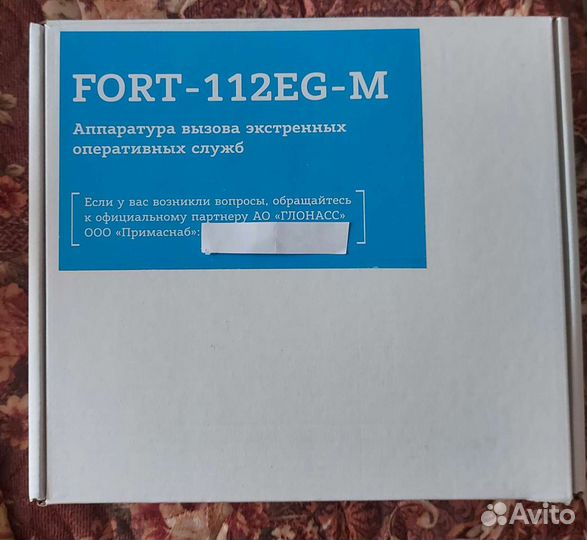 FORT-112EG-M
Аппаратура вызова экстренных
оперативных служб
Если у вас возникли вопросы, обращайтесь
к официальному партнеру АО «ГЛОНАСС»
ООО «Примаснаб»:
Avito